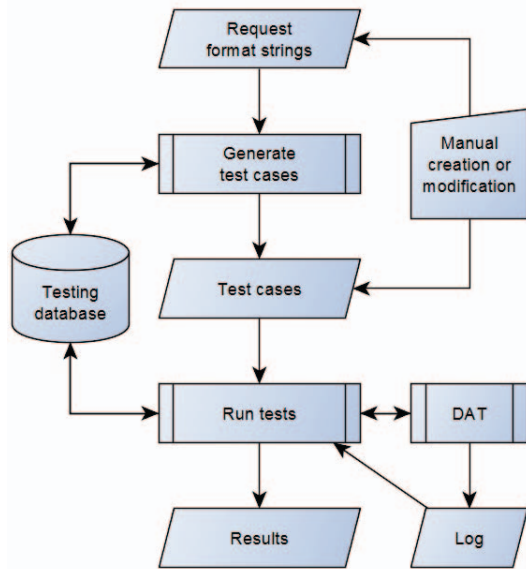 Request
format strings
Generate
test cases
Manual
creation or
modification
Testing
database
Test cases
Run tests
DAT
Results
Log